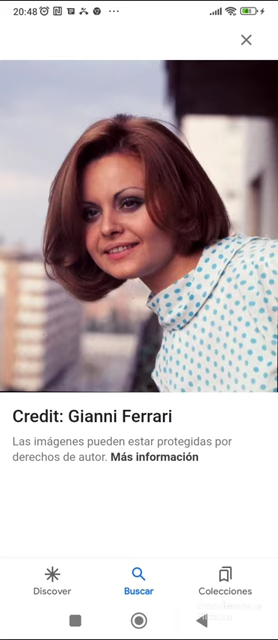 20:48
Credit: Gianni Ferrari
Las imágenes pueden estar protegidas por
derechos de autor. Más información
Discover
Buscar
Colecciones